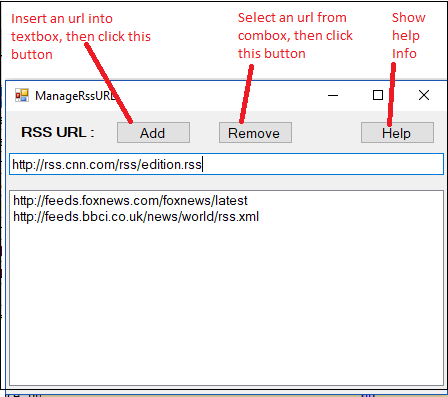 Insert an url into
textbox, then click this
button
Select an url from
combox, then click
this button
Show
help
Info
ManageRssURL
RSS URL :
Add
Remove
Help
http://rss.cnn.com/rss/edition.rss
http://feeds.foxnews.com/foxnews/latest
http://feeds.bbci.co.uk/news/world/rss.xml